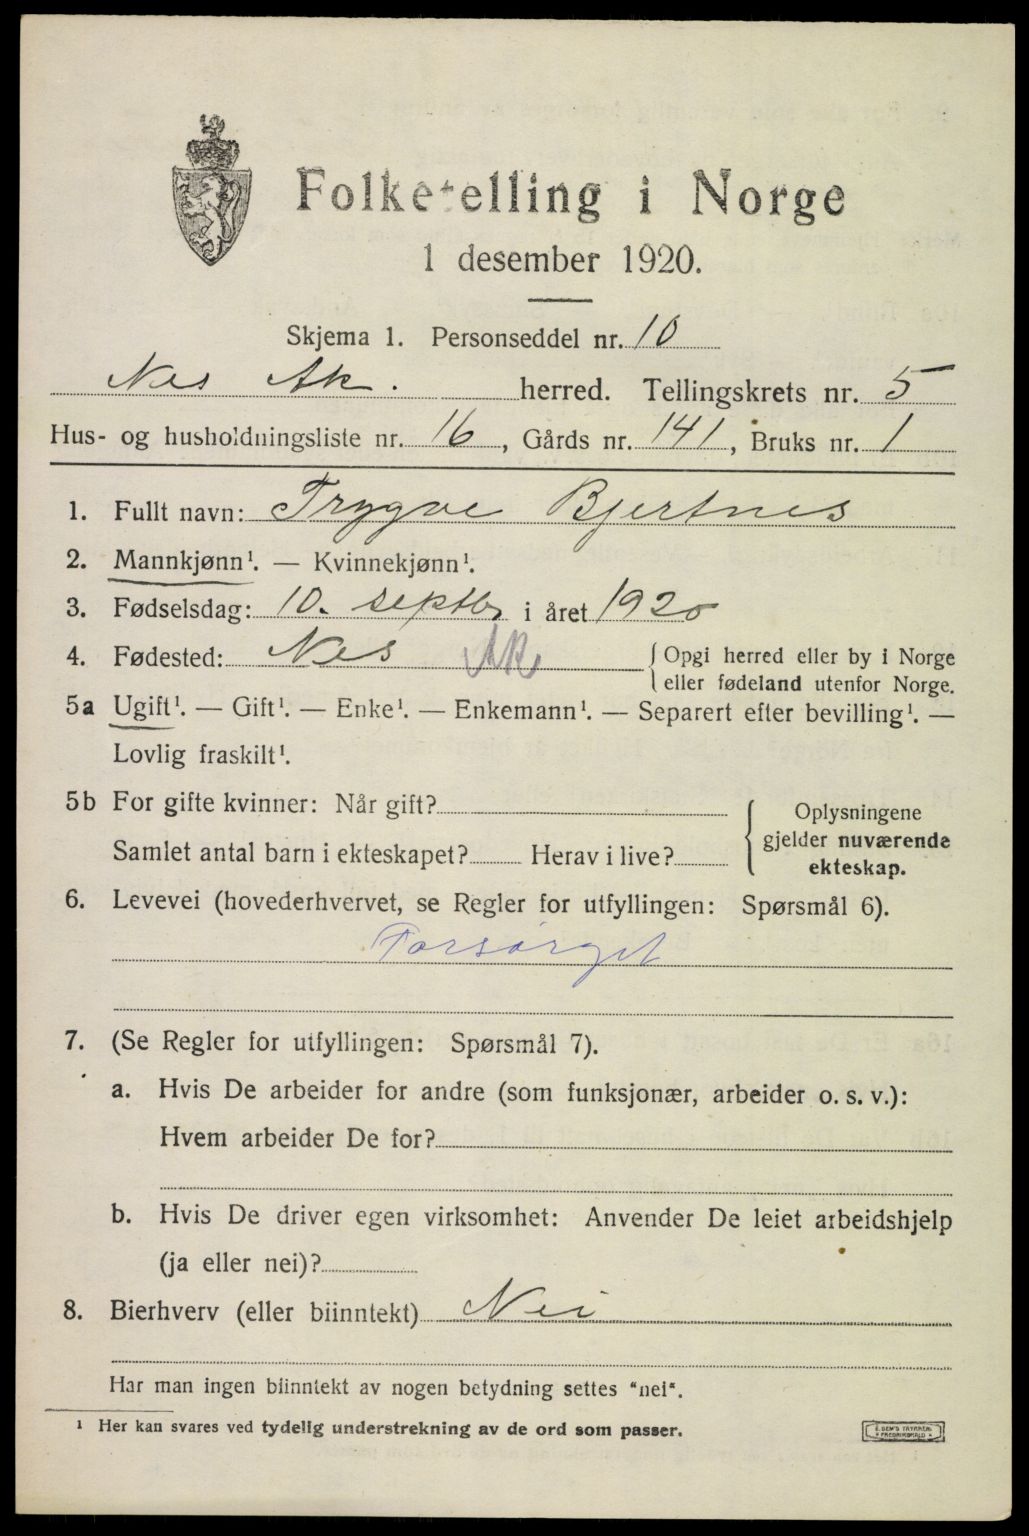 Folketelling i Norge
1 desember 1920.
Skjema 1. Personseddel nr. 10
Nes Ak. herred. Tellingskrets nr. 5
Hus- og husholdningsliste nr. 16, Gårds nr. 141, Bruks nr. 1
1. Fullt navn: Trygve Bjertnes
2. Mannkjønn¹. — Kvinnekjønn¹.
3. Fødselsdag: 10. septbr i året 1920
4. Fødested: Nes Ak. { Opgi herred eller by i Norge
eller fødeland utenfor Norge.
5a Ugift¹. — Gift¹. — Enke¹. — Enkemann¹. — Separert efter bevilling¹. —
Lovlig fraskilt¹.
5b For gifte kvinner: Når gift?
Samlet antal barn i ekteskapet? Herav i live?
{ Oplysningene
gjelder nuværende
ekteskap.
6. Levevei (hovederhvervet, se Regler for utfyllingen: Spørsmål 6).
Forsørget
7. (Se Regler for utfyllingen: Spørsmål 7).
a. Hvis De arbeider for andre (som funksjonær, arbeider o. s. v.):
Hvem arbeider De for?
b. Hvis De driver egen virksomhet: Anvender De leiet arbeidshjelp
(ja eller nei)?
8. Bierhverv (eller biinntekt) Nei
Har man ingen biinntekt av nogen betydning settes "nei".
¹ Her kan svares ved tydelig understrekning av de ord som passer.
E. SEM'S TRYKKERI
FREDRIKSHALD